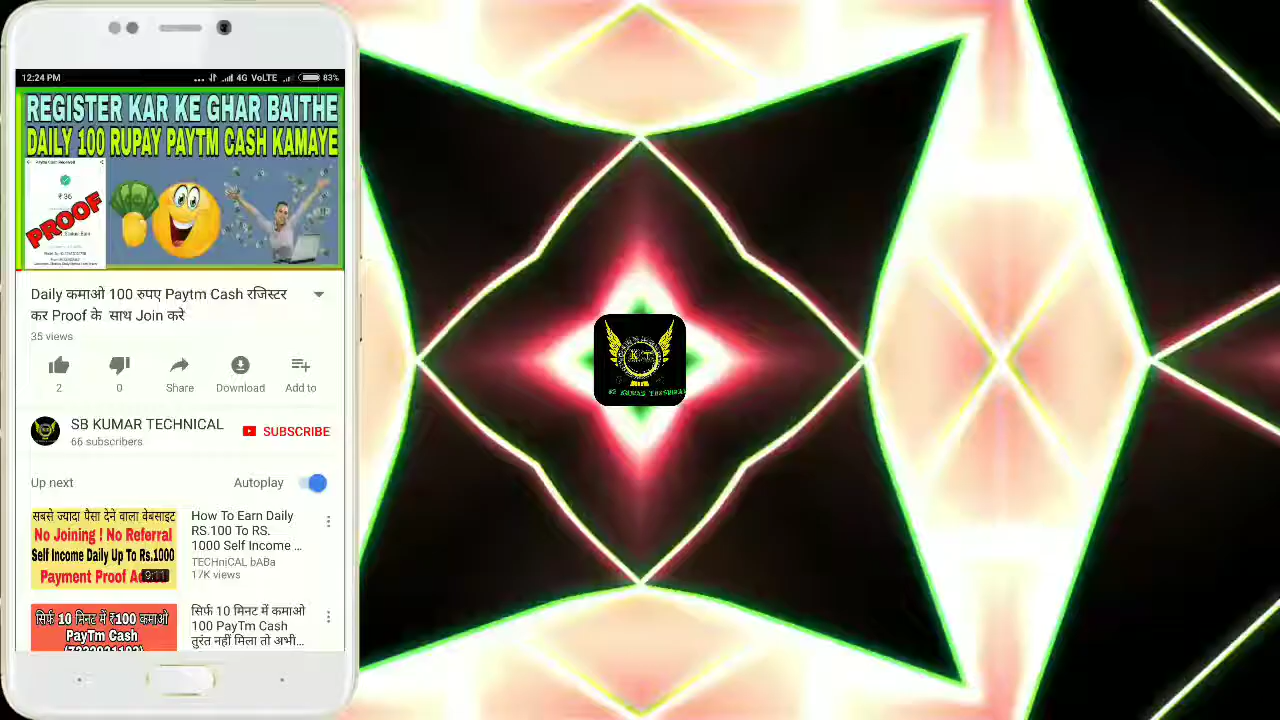 12:24 PM
4G VoLTE
83%
REGISTER KAR KE GHAR BAITHE
DAILY 100 RUPAY PAYTM CASH KAMAYE
Paytm Cash Received
₹ 36
PROOF
Daily कमाओ 100 रुपए Paytm Cash रजिस्टर
कर Proof के साथ Join करे
35 views
2
0
Share
Download
Add to
SB KUMAR TECHNICAL
66 subscribers
SUBSCRIBE
Up next
Autoplay
सबसे ज्यादा पैसा देने वाला वेबसाइट
No Joining ! No Referral
Self Income Daily Up To Rs.1000
Payment Proof
9:11
How To Earn Daily
RS.100 To RS.
1000 Self Income ...
TECHniCAL bABa
17K views
सिर्फ 10 मिनट में ₹100 कमाओ
PayTm Cash
सिर्फ 10 मिनट में कमाओ
100 PayTm Cash
तुरंत नहीं मिला तो अभी...